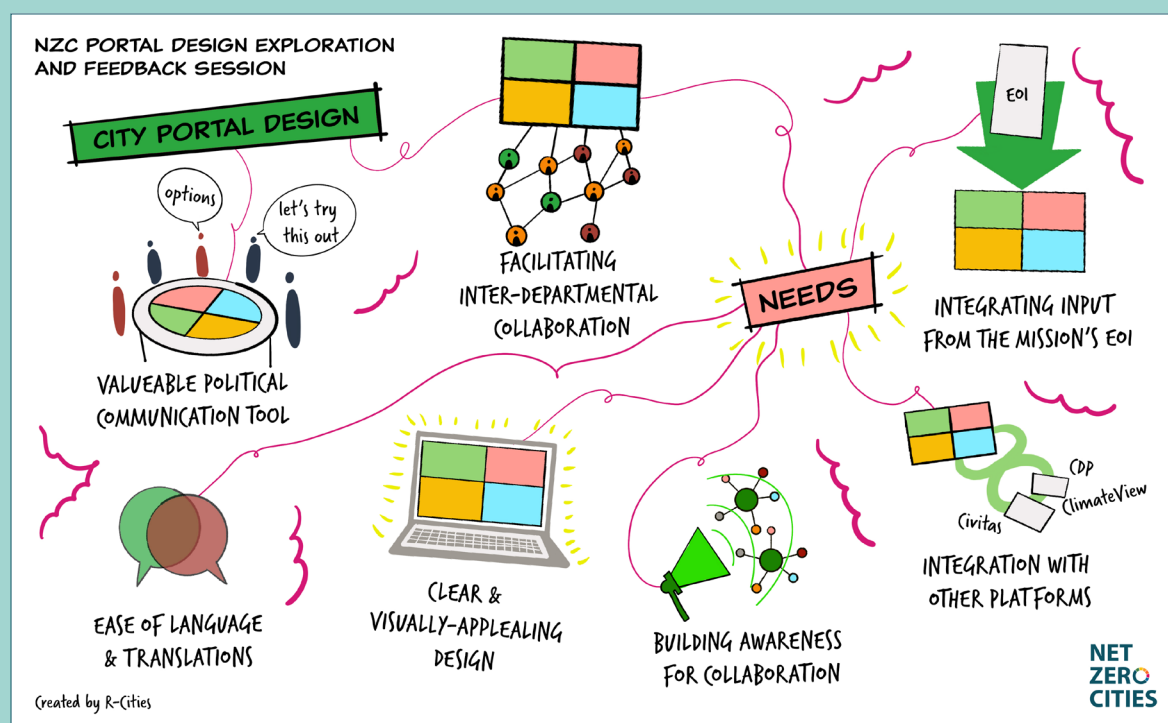 NZC PORTAL DESIGN EXPLORATION
AND FEEDBACK SESSION
CITY PORTAL DESIGN
options
let's try
this out
VALUEABLE POLITICAL
COMMUNICATION TOOL
FACILITATING
INTER-DEPARTMENTAL
COLLABORATION
NEEDS
EOI
INTEGRATING INPUT
FROM THE MISSION'S EOI
EASE OF LANGUAGE
& TRANSLATIONS
CLEAR &
VISUALLY-APPLEALING
DESIGN
BUILDING AWARENESS
FOR COLLABORATION
CDP
ClimateView
Civitas
INTEGRATION WITH
OTHER PLATFORMS
Created by R-Cities
NET
ZERO
CITIES